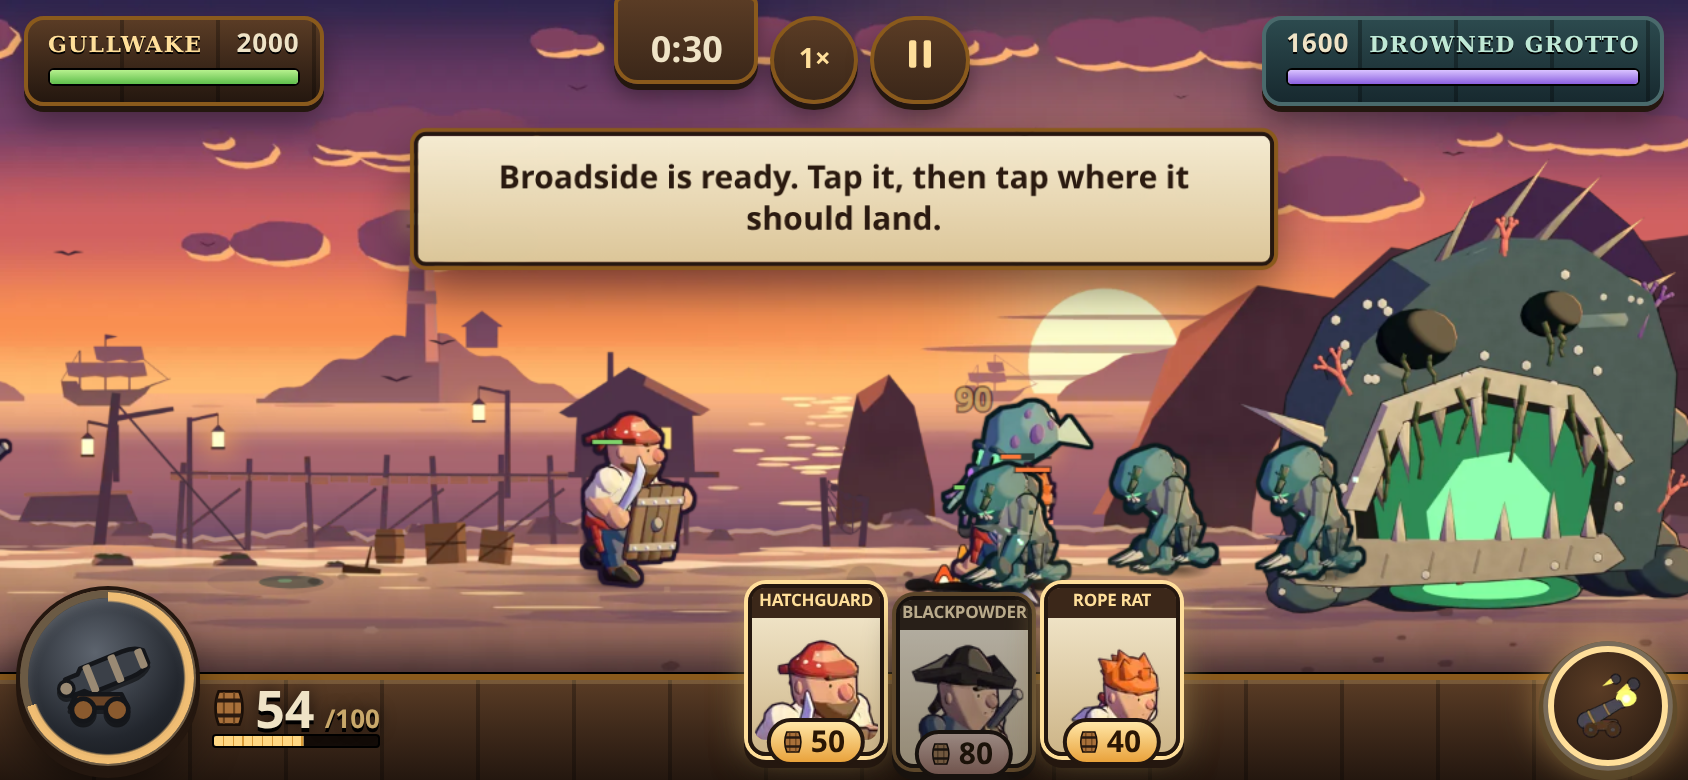 GULLWAKE 2000
0:30
1×
1600 DROWNED GROTTO
Broadside is ready. Tap it, then tap where it
should land.
90
HATCHGUARD
BLACKPOWDER
ROPE RAT
54 /100
50
80
40